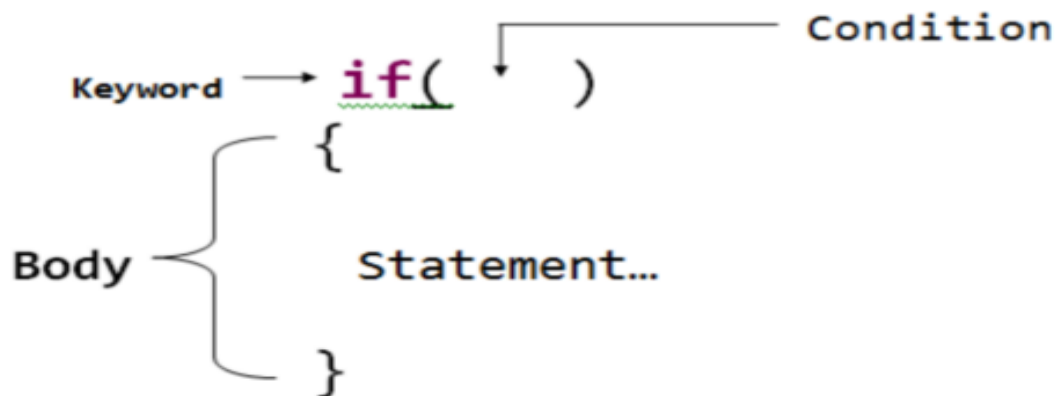 Condition
Keyword if( )
{
Body Statement…
}